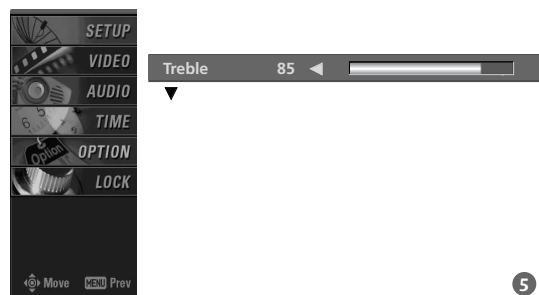 SETUP
VIDEO
AUDIO
TIME
OPTION
LOCK
Move MENU Prev
Treble 85 ◀
▼
5